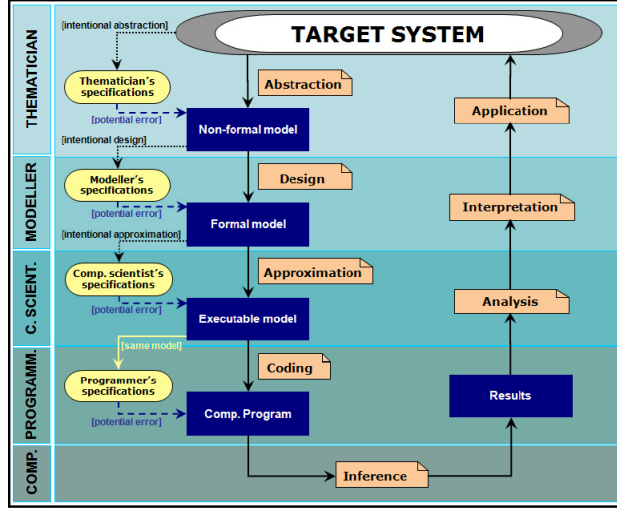 TARGET SYSTEM
[intentional abstraction]
THEMATICIAN
Thematician's
specifications
Abstraction
[potential error]
Non-formal model
Application
[intentional design]
MODELLER
Modeller's
specifications
Design
[potential error]
Formal model
Interpretation
[intentional approximation]
C. SCIENT.
Comp. scientist's
specifications
Approximation
[potential error]
Executable model
Analysis
[same model]
PROGRAMM.
Programmer's
specifications
Coding
[potential error]
Comp. Program
Results
COMP.
Inference